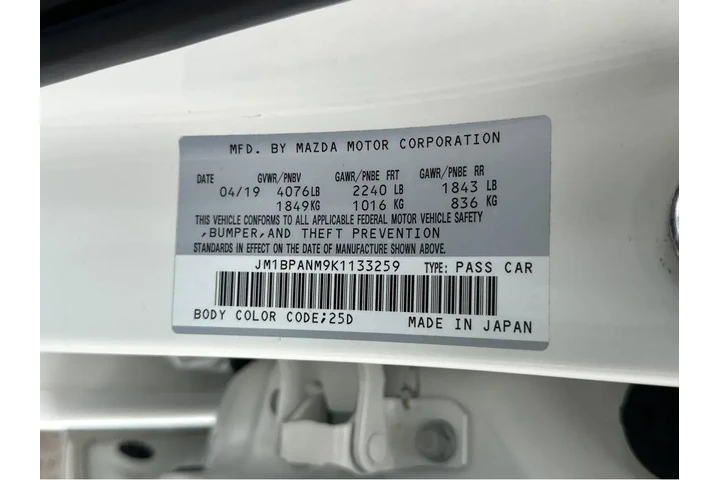 MFD. BY MAZDA MOTOR CORPORATION
DATE GVWR/PNBV GAWR/PNBE FRT GAWR/PNBE RR
04/19 4076LB 2240 LB 1843 LB
1849KG 1016 KG 836 KG
THIS VEHICLE CONFORMS TO ALL APPLICABLE FEDERAL MOTOR VEHICLE SAFETY
,BUMPER,AND THEFT PREVENTION
STANDARDS IN EFFECT ON THE DATE OF MANUFACTURE SHOWN ABOVE.
JM1BPANM9K1133259 TYPE: PASS CAR
BODY COLOR CODE;25D MADE IN JAPAN